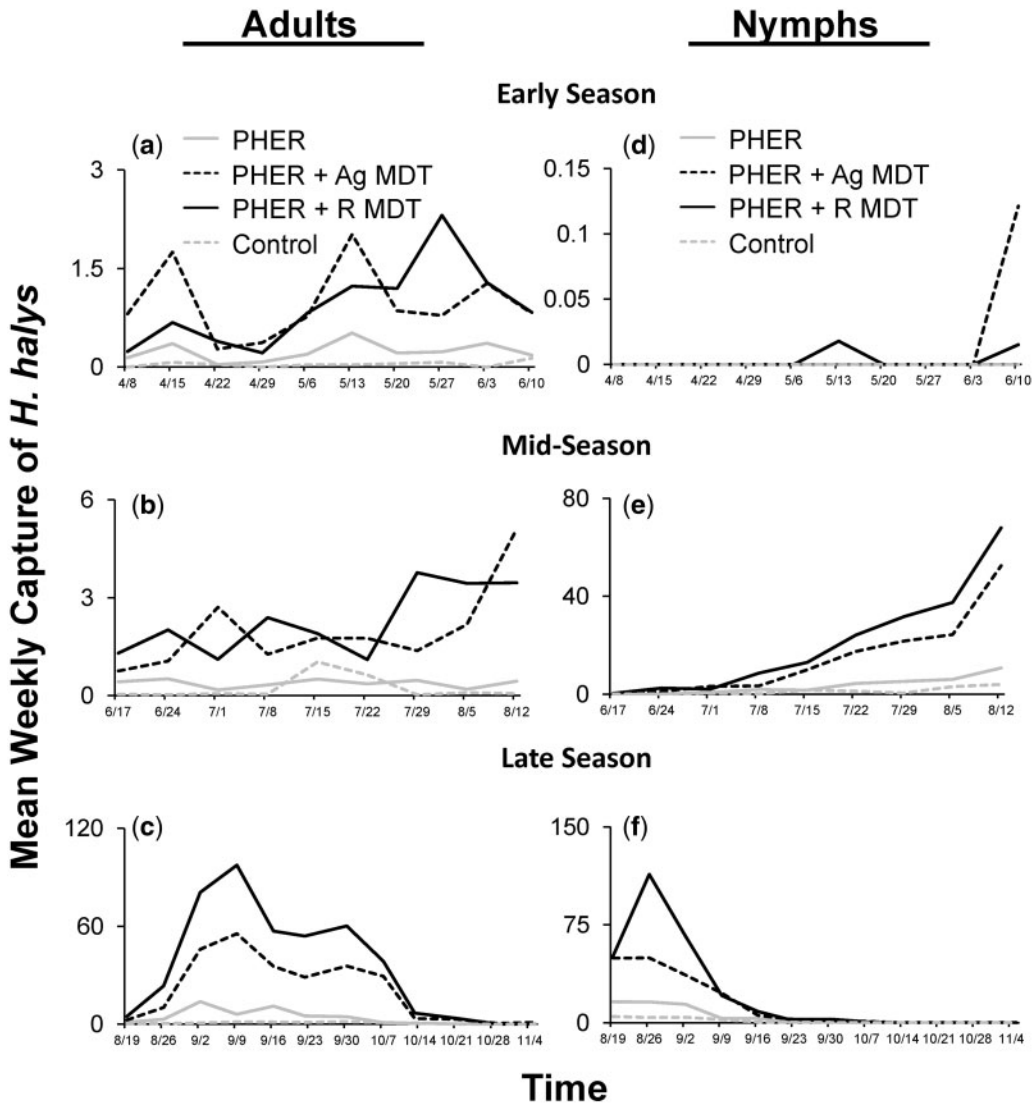 Adults
Nymphs
Early Season
(a)
PHER
PHER + Ag MDT
PHER + R MDT
Control
3
1.5
0
4/8 4/15 4/22 4/29 5/6 5/13 5/20 5/27 6/3 6/10
(d)
PHER
PHER + Ag MDT
PHER + R MDT
Control
0.15
0.1
0.05
0
4/8 4/15 4/22 4/29 5/6 5/13 5/20 5/27 6/3 6/10
Mean Weekly Capture of H. halys
Mid-Season
(b)
6
3
0
6/17 6/24 7/1 7/8 7/15 7/22 7/29 8/5 8/12
(e)
80
40
0
6/17 6/24 7/1 7/8 7/15 7/22 7/29 8/5 8/12
Late Season
(c)
120
60
0
8/19 8/26 9/2 9/9 9/16 9/23 9/30 10/7 10/14 10/21 10/28 11/4
(f)
150
75
0
8/19 8/26 9/2 9/9 9/16 9/23 9/30 10/7 10/14 10/21 10/28 11/4
Time